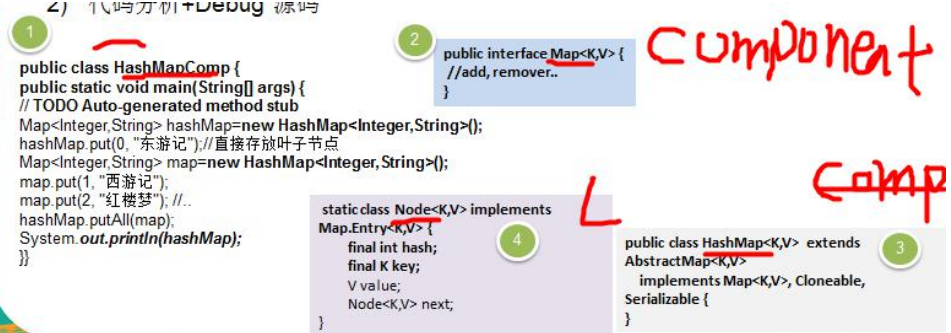 2) 代码分析+Debug 源码
1
public class HashMapComp {
public static void main(String[] args) {
// TODO Auto-generated method stub
Map<Integer,String> hashMap=new HashMap<Integer,String>();
hashMap.put(0, "东游记");//直接存放叶子节点
Map<Integer,String> map=new HashMap<Integer,String>();
map.put(1, "西游记");
map.put(2, "红楼梦"); //..
hashMap.putAll(map);
System.out.println(hashMap);
}}
2
public interface Map<K,V> {
//add, remover..
}
component
static class Node<K,V> implements
Map.Entry<K,V> {
final int hash;
final K key;
V value;
Node<K,V> next;
}
4
L
comp
public class HashMap<K,V> extends
AbstractMap<K,V>
implements Map<K,V>, Cloneable,
Serializable {
}
3